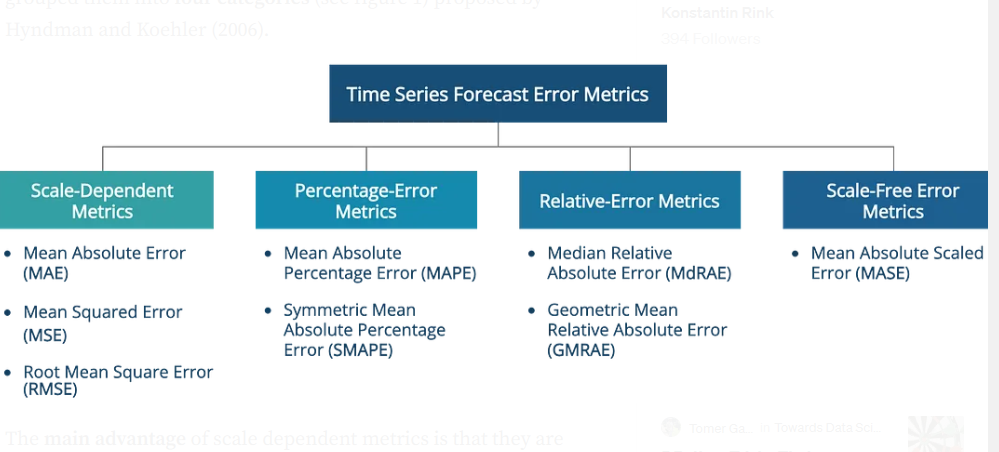 grouped them into four categories (see figure 1) proposed by
Hyndman and Koehler (2006).
Konstantin Rink
394 Followers
Time Series Forecast Error Metrics
Scale-Dependent
Metrics
• Mean Absolute Error
(MAE)
• Mean Squared Error
(MSE)
• Root Mean Square Error
(RMSE)
Percentage-Error
Metrics
• Mean Absolute
Percentage Error (MAPE)
• Symmetric Mean
Absolute Percentage
Error (SMAPE)
Relative-Error Metrics
• Median Relative
Absolute Error (MdRAE)
• Geometric Mean
Relative Absolute Error
(GMRAE)
Scale-Free Error
Metrics
• Mean Absolute Scaled
Error (MASE)
The main advantage of scale dependent metrics is that they are
Tomer Ga... in Towards Data Sci...